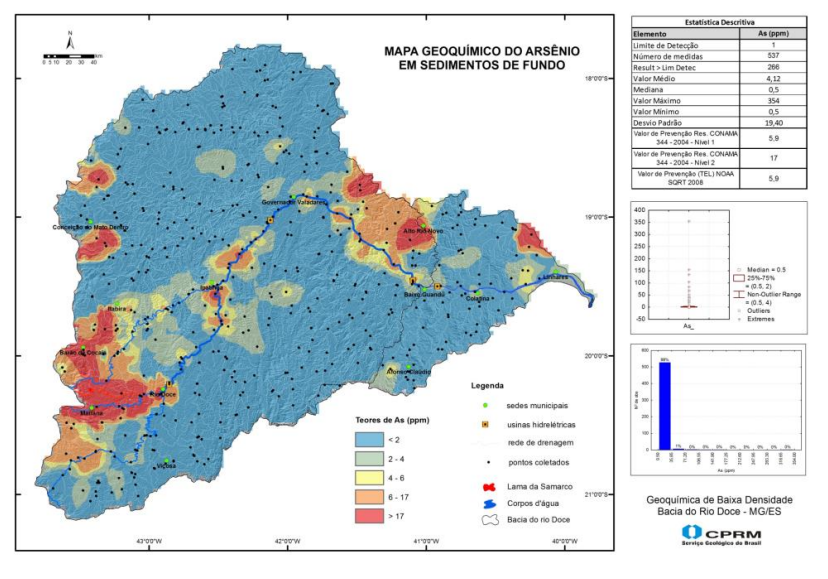 N
0 5 10 20 30 40
km
MAPA GEOQUÍMICO DO ARSÊNIO
EM SEDIMENTOS DE FUNDO
18°0'0"S
19°0'0"S
20°0'0"S
21°0'0"S
43°0'0"W
42°0'0"W
41°0'0"W
40°0'0"W
Governador Valadares
Conceição do Mato Dentro
Alto Rio Novo
Linhares
Ipatinga
Baixo Guandu
Colatina
Itabira
Barão de Cocais
Afonso Claudio
Rio Doce
Mariana
Viçosa
Teores de As (ppm)
< 2
2 - 4
4 - 6
6 - 17
> 17
Legenda
sedes municipais
usinas hidrelétricas
rede de drenagem
pontos coletados
Lama da Samarco
Corpos d'água
Bacia do rio Doce
Estatística Descritiva
Elemento As (ppm)
Limite de Detecção 1
Número de medidas 537
Result > Lim Detec 266
Valor Médio 4,12
Mediana 0,5
Valor Máximo 354
Valor Mínimo 0,5
Desvio Padrão 19,40
Valor de Prevenção Res. CONAMA
344 - 2004 - Nível 1 5,9
Valor de Prevenção Res. CONAMA
344 - 2004 - Nível 2 17
Valor de Prevenção (TEL) NOAA
SQRT 2008 5,9
400
350
300
250
200
150
100
50
0
-50
As_
Median = 0.5
25%-75%
= (0.5, 2)
Non-Outlier Range
= (0.5, 4)
Outliers
Extremes
600
500
400
300
200
100
0
As (ppm)
Geoquímica de Baixa Densidade
Bacia do Rio Doce - MG/ES
CPRM
Serviço Geológico do Brasil